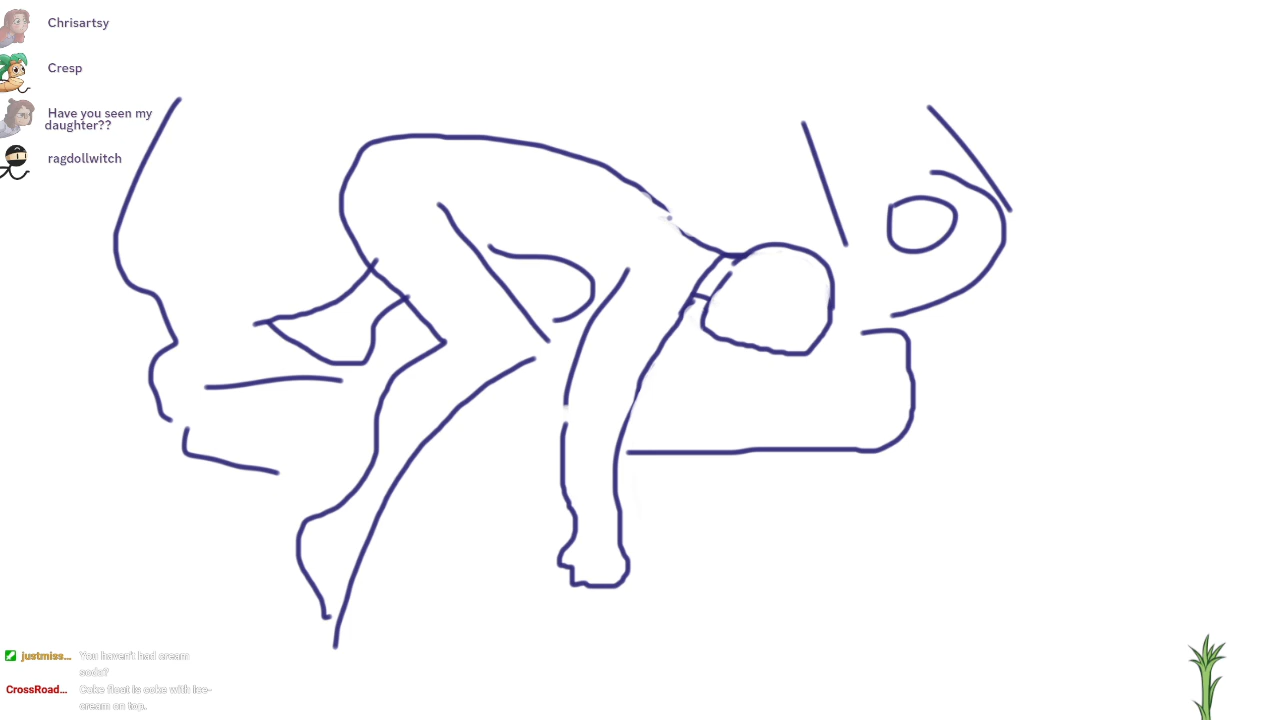 Chrisartsy
Cresp
Have you seen my
daughter??
ragdollwitch
justmiss... You haven't had cream
soda?
CrossRoad... Coke float is coke with ice-
cream on top.